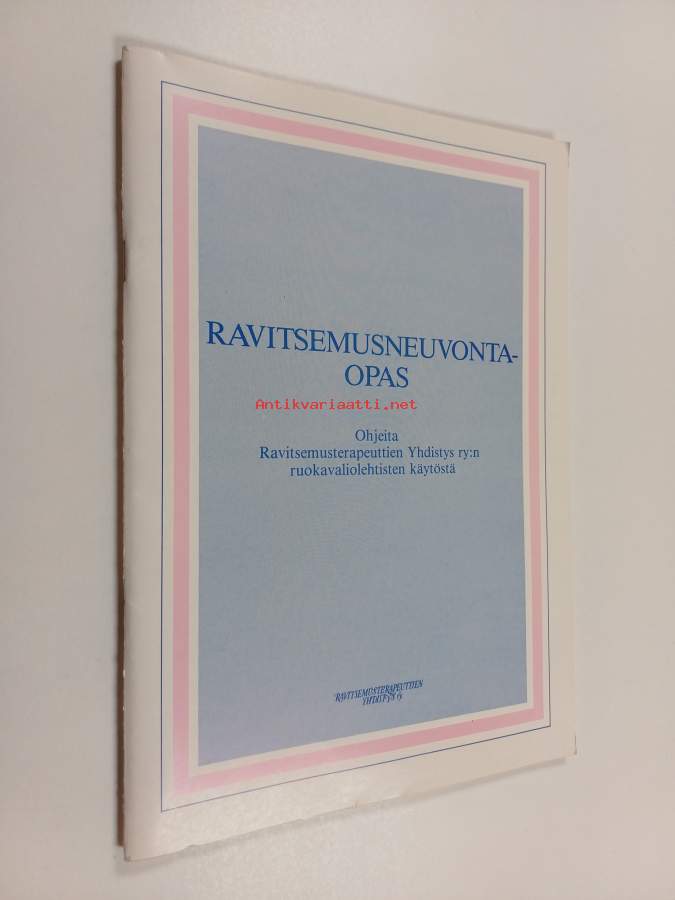 RAVITSEMUSNEUVONTA-
OPAS
Antikvariaatti.net
Ohjeita
Ravitsemusterapeuttien Yhdistys ry:n
ruokavaliolehtisten käytöstä
RAVITSEMUSTERAPEUTTIEN
YHDISTYS ry